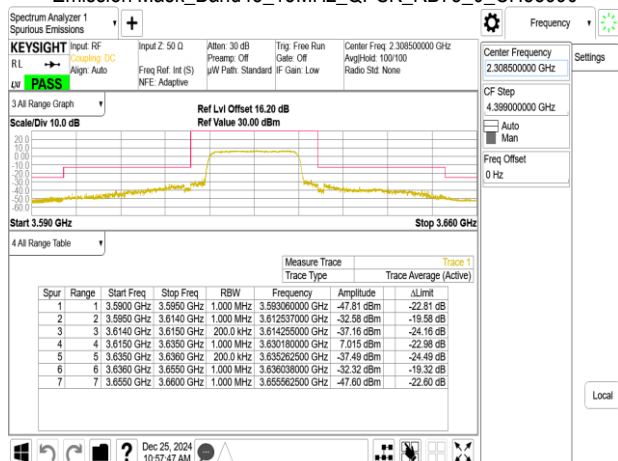 Spectrum Analyzer 1
Spurious Emissions
Frequency
KEYSIGHT
RL
PASS
Input: RF
Coupling: DC
Align: Auto
Input Z: 50 Ω
Freq Ref: Int (S)
NFE: Adaptive
Atten: 30 dB
Preamp: Off
µW Path: Standard
Trig: Free Run
Gate: Off
IF Gain: Low
Center Freq: 2.308500000 GHz
Avg|Hold: 100/100
Radio Std: None
Center Frequency
2.308500000 GHz
Settings
CF Step
4.399000000 GHz
Auto
Man
Freq Offset
0 Hz
3 All Range Graph
Scale/Div 10.0 dB
Ref Lvl Offset 16.20 dB
Ref Value 30.00 dBm
20.0
10.0
0.00
-10.0
-20.0
-30.0
-40.0
-50.0
-60.0
Start 3.590 GHz
Stop 3.660 GHz
4 All Range Table
Measure Trace Trace 1
Trace Type Trace Average (Active)
Spur Range Start Freq Stop Freq RBW Frequency Amplitude ΔLimit
1 1 3.5900 GHz 3.5950 GHz 1.000 MHz 3.593060000 GHz -47.81 dBm -22.81 dB
2 2 3.5950 GHz 3.6140 GHz 1.000 MHz 3.612537000 GHz -32.58 dBm -19.58 dB
3 3 3.6140 GHz 3.6150 GHz 200.0 kHz 3.614255000 GHz -37.16 dBm -24.16 dB
4 4 3.6150 GHz 3.6350 GHz 1.000 MHz 3.630180000 GHz 7.015 dBm -22.98 dB
5 5 3.6350 GHz 3.6360 GHz 200.0 kHz 3.635262500 GHz -37.49 dBm -24.49 dB
6 6 3.6360 GHz 3.6550 GHz 1.000 MHz 3.636038000 GHz -32.32 dBm -19.32 dB
7 7 3.6550 GHz 3.6600 GHz 1.000 MHz 3.655562500 GHz -47.60 dBm -22.60 dB
Local
Dec 25, 2024
10:57:47 AM